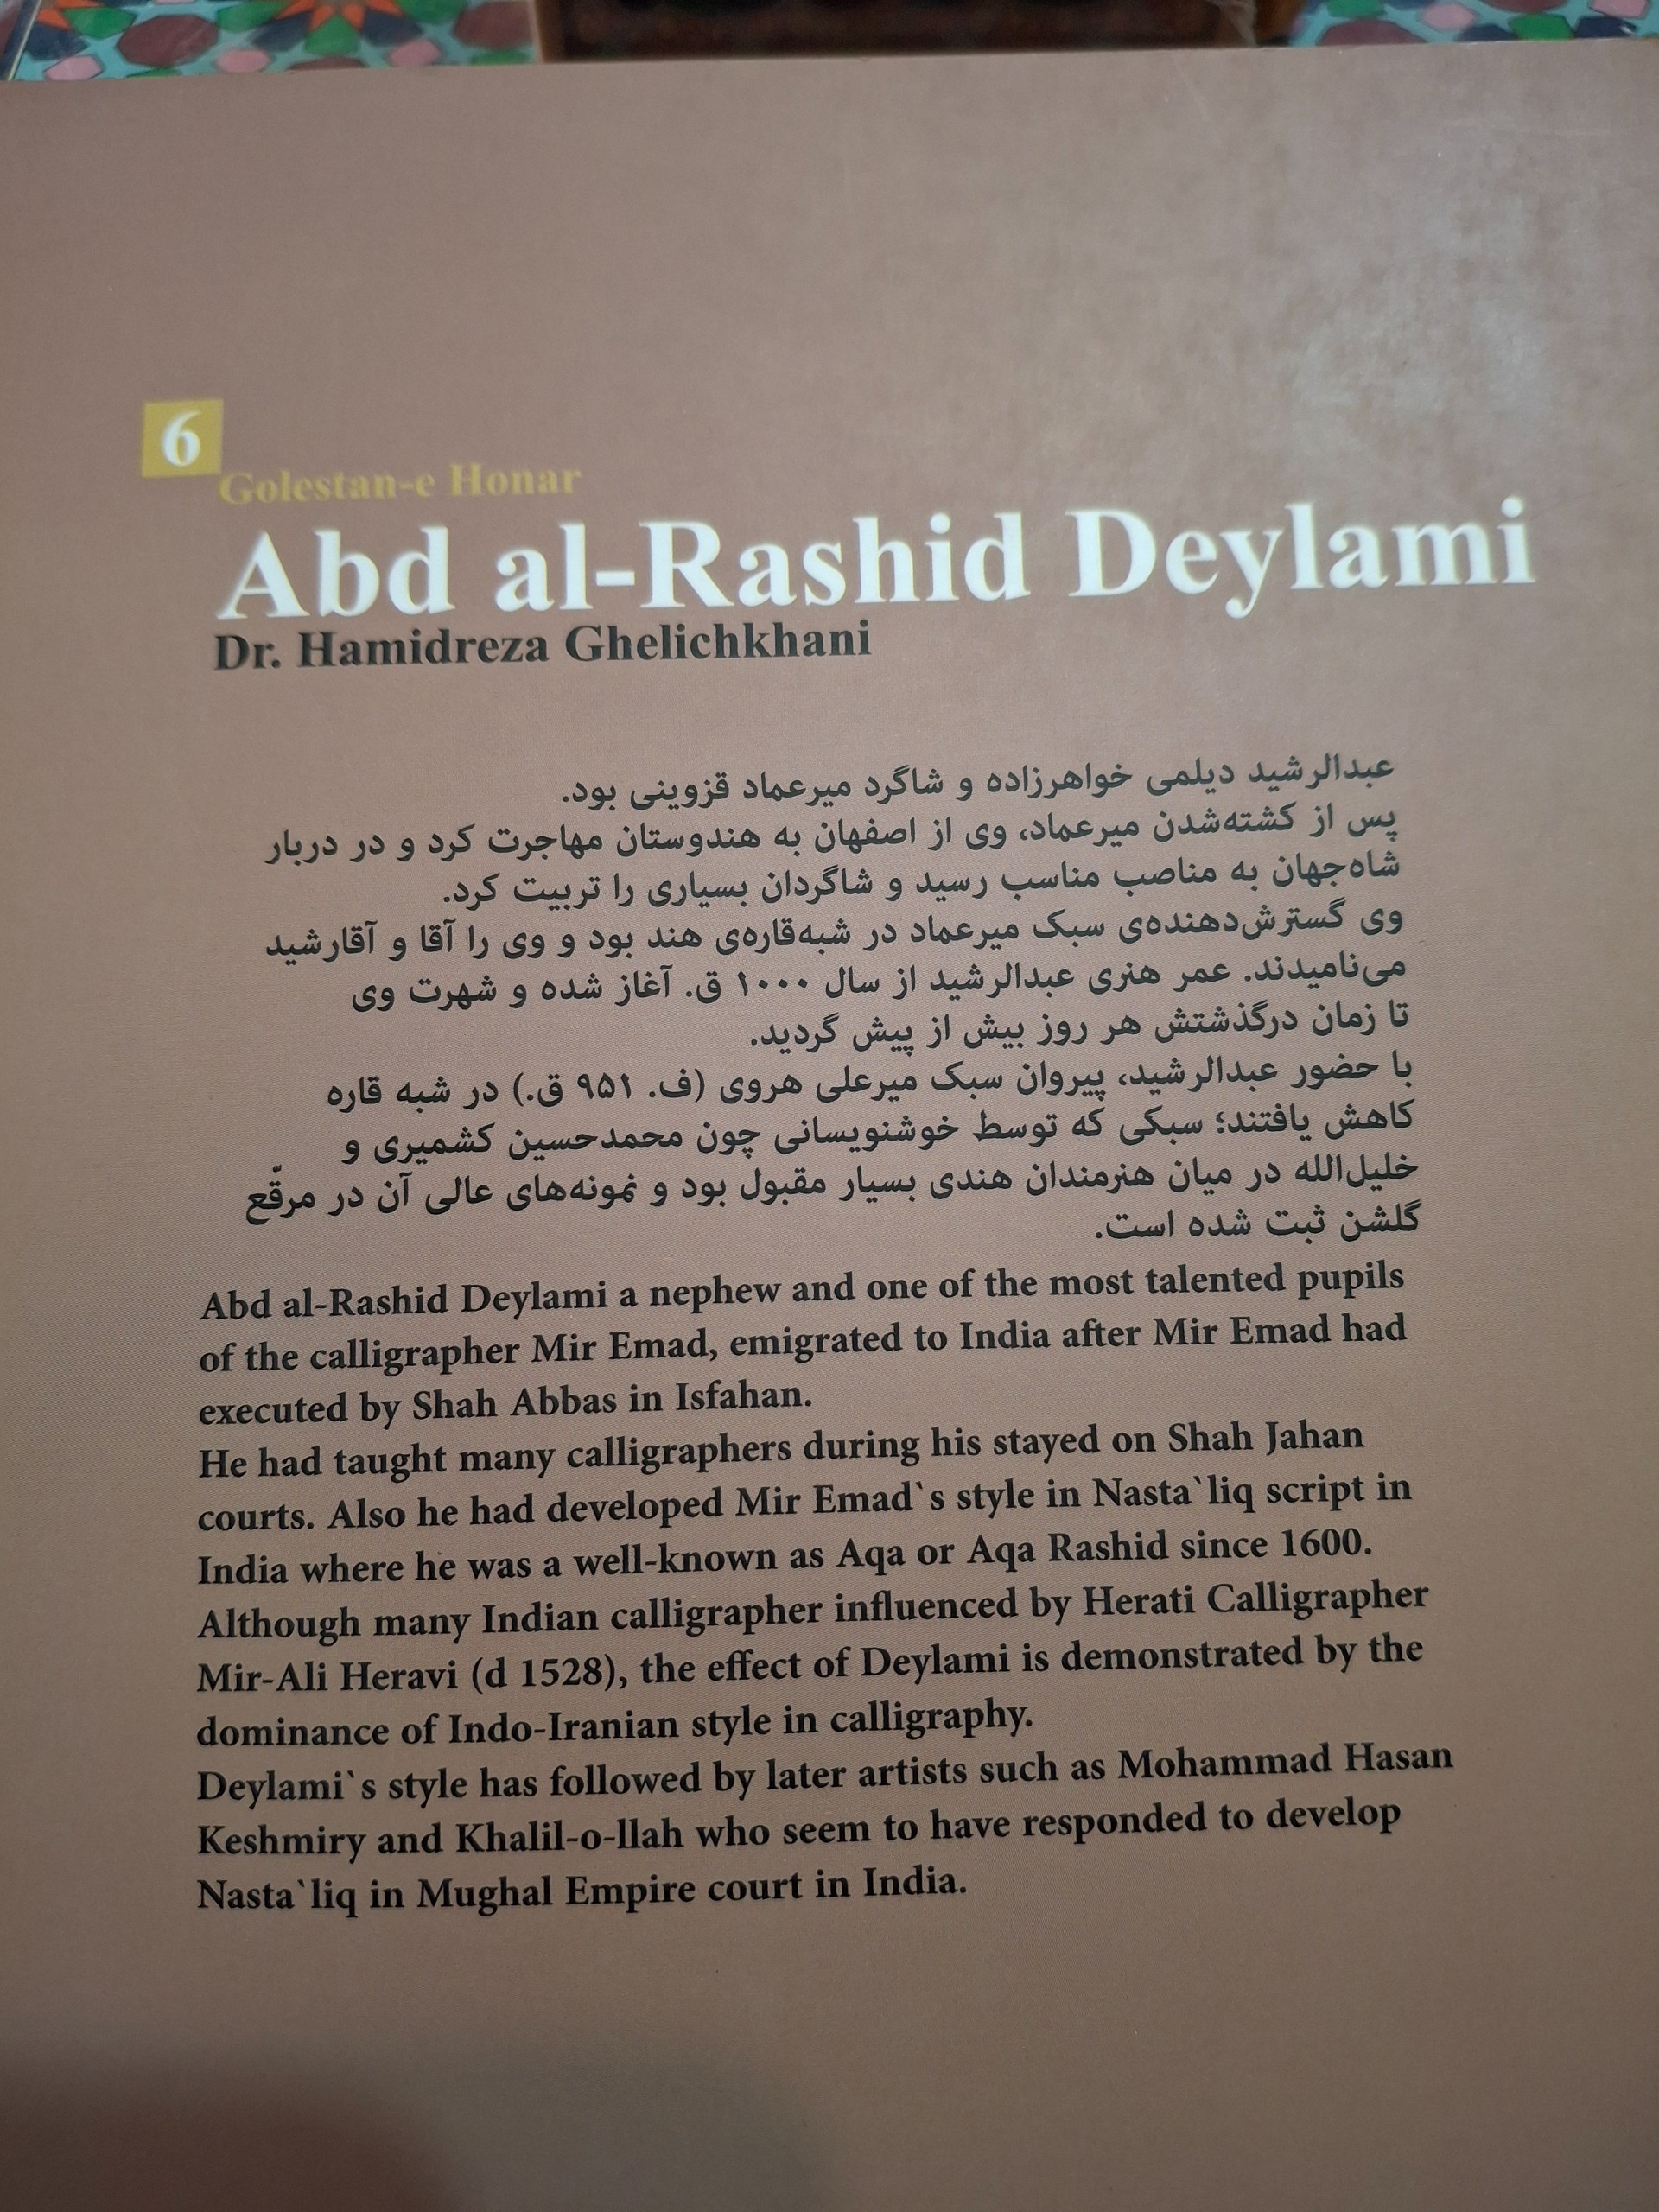 6
Golestan-e Honar
Abd al-Rashid Deylami
Dr. Hamidreza Ghelichkhani
عبدالرشید دیلمی خواهرزاده و شاگرد میرعماد قزوینی بود.
پس از کشته‌شدن میرعماد، وی از اصفهان به هندوستان مهاجرت کرد و در دربار
شاه‌جهان به مناصب مناسب رسید و شاگردان بسیاری را تربیت کرد.
وی گسترش‌دهنده‌ی سبک میرعماد در شبه‌قاره‌ی هند بود و وی را آقا و آقارشید
می‌نامیدند. عمر هنری عبدالرشید از سال ۱۰۰۰ ق. آغاز شده و شهرت وی
تا زمان درگذشتش هر روز بیش از پیش گردید.
با حضور عبدالرشید، پیروان سبک میرعلی هروی (ف. ۹۵۱ ق.) در شبه قاره
کاهش یافتند؛ سبکی که توسط خوشنویسانی چون محمدحسین کشمیری و
خلیل‌الله در میان هنرمندان هندی بسیار مقبول بود و نمونه‌های عالی آن در مرقّع
گلشن ثبت شده است.
Abd al-Rashid Deylami a nephew and one of the most talented pupils
of the calligrapher Mir Emad, emigrated to India after Mir Emad had
executed by Shah Abbas in Isfahan.
He had taught many calligraphers during his stayed on Shah Jahan
courts. Also he had developed Mir Emad`s style in Nasta`liq script in
India where he was a well-known as Aqa or Aqa Rashid since 1600.
Although many Indian calligrapher influenced by Herati Calligrapher
Mir-Ali Heravi (d 1528), the effect of Deylami is demonstrated by the
dominance of Indo-Iranian style in calligraphy.
Deylami`s style has followed by later artists such as Mohammad Hasan
Keshmiry and Khalil-o-llah who seem to have responded to develop
Nasta`liq in Mughal Empire court in India.